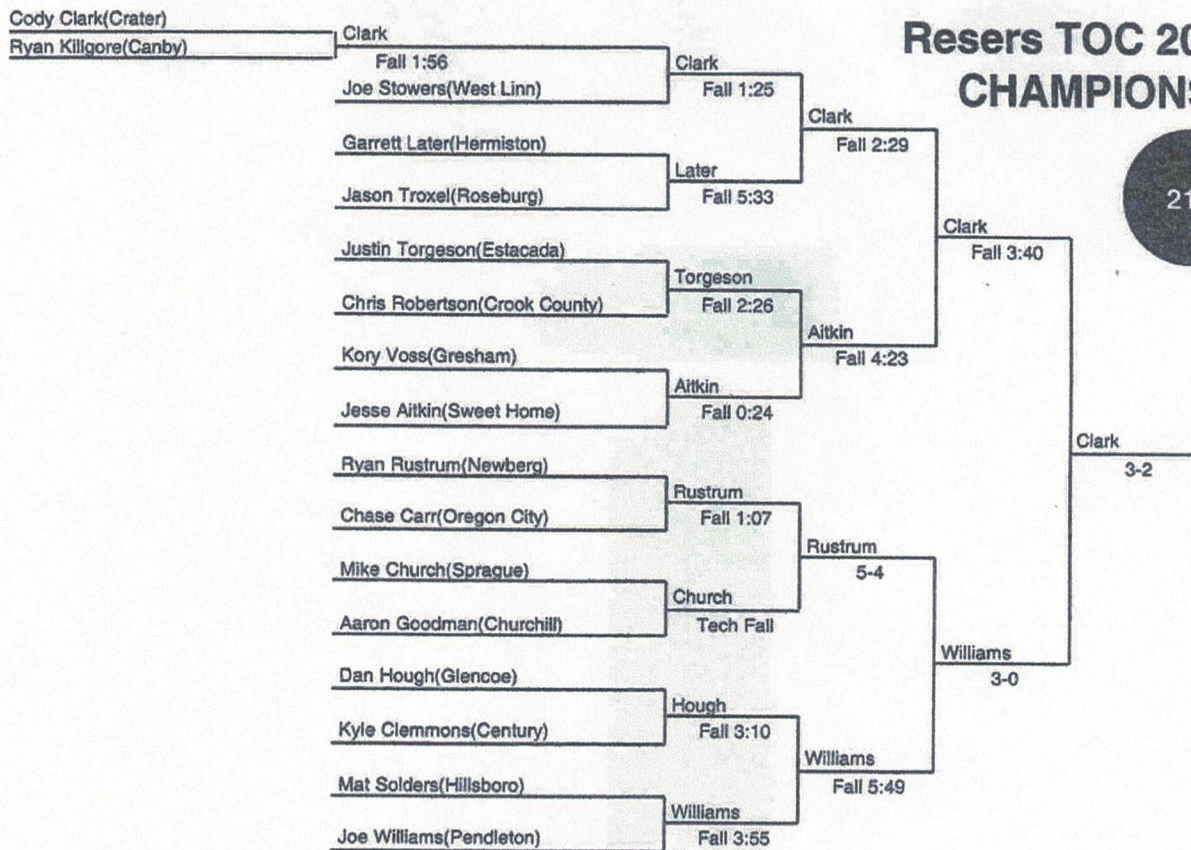 Cody Clark(Crater)
Ryan Killgore(Canby)
Clark
Fall 1:56
Joe Stowers(West Linn)
Clark
Fall 1:25
Garrett Later(Hermiston)
Jason Troxel(Roseburg)
Later
Fall 5:33
Clark
Fall 2:29
Justin Torgeson(Estacada)
Chris Robertson(Crook County)
Torgeson
Fall 2:26
Kory Voss(Gresham)
Jesse Aitkin(Sweet Home)
Aitkin
Fall 0:24
Aitkin
Fall 4:23
Clark
Fall 3:40
Ryan Rustrum(Newberg)
Chase Carr(Oregon City)
Rustrum
Fall 1:07
Mike Church(Sprague)
Aaron Goodman(Churchill)
Church
Tech Fall
Rustrum
5-4
Dan Hough(Glencoe)
Kyle Clemmons(Century)
Hough
Fall 3:10
Mat Solders(Hillsboro)
Joe Williams(Pendleton)
Williams
Fall 3:55
Williams
Fall 5:49
Williams
3-0
Clark
3-2
Resers TOC 20
CHAMPIONS
21